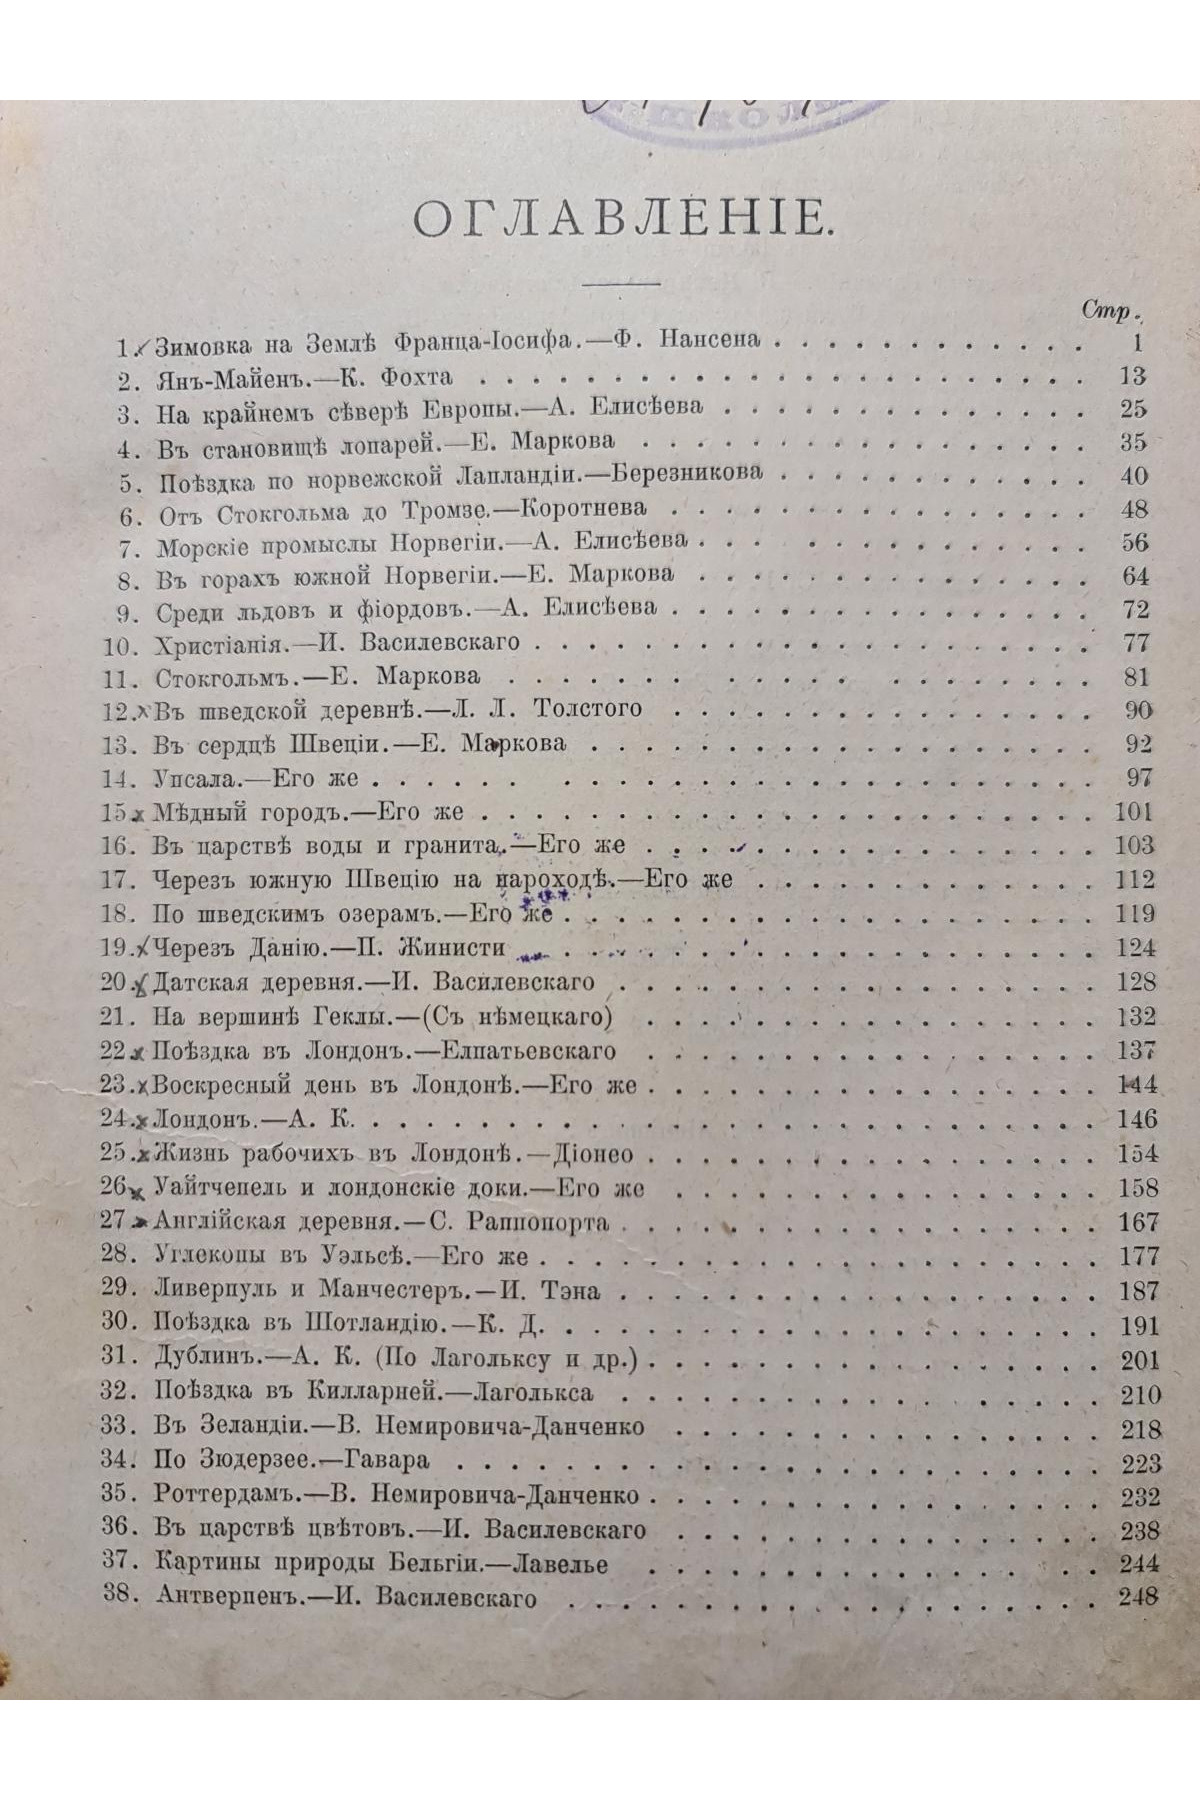 ОГЛАВЛЕНІЕ.
Стр.
1. Зимовка на Землѣ Франца-Іосифа.—Ф. Нансена . . . . . . . . . . . . 1
2. Янъ-Майенъ.—К. Фохта . . . . . . . . . . . . . . . . . . . . . . . 13
3. На крайнемъ сѣверѣ Европы.—А. Елисѣева . . . . . . . . . . . . . . 25
4. Въ становищѣ лопарей.—Е. Маркова . . . . . . . . . . . . . . . . . 35
5. Поѣздка по норвежской Лапландіи.—Березникова . . . . . . . . . . . . 40
6. Отъ Стокгольма до Тромзе.—Коротнева . . . . . . . . . . . . . . . . 48
7. Морскіе промыслы Норвегіи.—А. Елисѣева . . . . . . . . . . . . . . 56
8. Въ горахъ южной Норвегіи.—Е. Маркова . . . . . . . . . . . . . . . 64
9. Среди льдовъ и фіордовъ.—А. Елисѣева . . . . . . . . . . . . . . . . 72
10. Христіанія.—И. Василевскаго . . . . . . . . . . . . . . . . . . . . . 77
11. Стокгольмъ.—Е. Маркова . . . . . . . . . . . . . . . . . . . . 81
12. Въ шведской деревнѣ.—Л. Л. Толстого . . . . . . . . . . . . . . . . 90
13. Въ сердцѣ Швеціи.—Е. Маркова . . . . . . . . . . . . . . . . . . . 92
14. Упсала.—Его же . . . . . . . . . . . . . . . . . . . . . . . . . . 97
15. Мѣдный городъ.—Его же . . . . . . . . . . . . . . . . . . . . . . . 101
16. Въ царствѣ воды и гранита.—Его же . . . . . . . . . . . . . . . . . 103
17. Черезъ южную Швецію на пароходѣ.—Его же . . . . . . . . . . . . . 112
18. По шведскимъ озерамъ.—Его же . . . . . . . . . . . . . . . . . . . . 119
19. Черезъ Данію.—П. Жинисти . . . . . . . . . . . . . . . . . . . . . 124
20. Датская деревня.—И. Василевскаго . . . . . . . . . . . . . . . . . . 128
21. На вершинѣ Геклы.—(Съ нѣмецкаго) . . . . . . . . . . . . . . . . . 132
22. Поѣздка въ Лондонъ.—Елпатьевскаго . . . . . . . . . . . . . . . . . 137
23. Воскресный день въ Лондонѣ.—Его же . . . . . . . . . . . . . . . . . 144
24. Лондонъ.—А. К. . . . . . . . . . . . . . . . . . . . . . . . . . . 146
25. Жизнь рабочихъ въ Лондонѣ.—Діонео . . . . . . . . . . . . . . . . . 154
26. Уайтчепель и лондонскіе доки.—Его же . . . . . . . . . . . . . . . . 158
27. Англійская деревня.—С. Раппопорта . . . . . . . . . . . . . . . . . . 167
28. Углекопы въ Уэльсѣ.—Его же . . . . . . . . . . . . . . . . . . . . . 177
29. Ливерпуль и Манчестеръ.—И. Тэна . . . . . . . . . . . . . . . . . . 187
30. Поѣздка въ Шотландію.—К. Д. . . . . . . . . . . . . . . . . . . . . 191
31. Дублинъ.—А. К. (По Лагольксу и др.) . . . . . . . . . . . . . . . . . 201
32. Поѣздка въ Килларней.—Лаголькса . . . . . . . . . . . . . . . . . . 210
33. Въ Зеландіи.—В. Немировича-Данченко . . . . . . . . . . . . . . . . 218
34. По Зюдерзее.—Гавара . . . . . . . . . . . . . . . . . . . . . . . . 223
35. Роттердамъ.—В. Немировича-Данченко . . . . . . . . . . . . . . . . . 232
36. Въ царствѣ цвѣтовъ.—И. Василевскаго . . . . . . . . . . . . . . . . 238
37. Картины природы Бельгіи.—Лавелье . . . . . . . . . . . . . . . . . 244
38. Антверпенъ.—И. Василевскаго . . . . . . . . . . . . . . . . . . . . 248